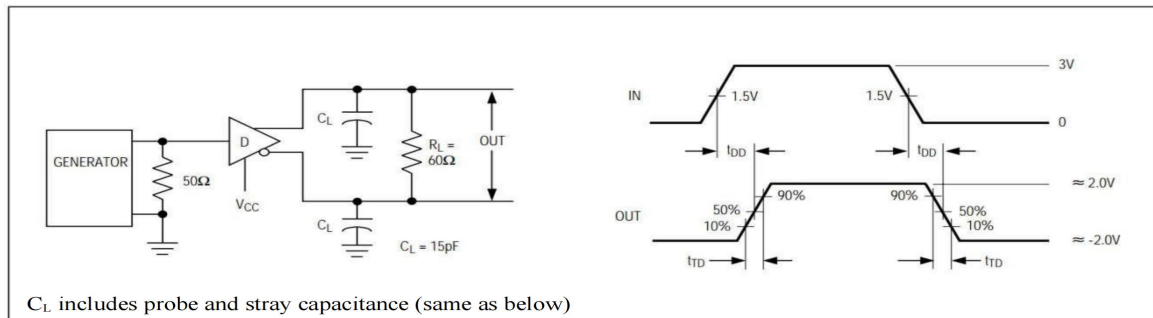 GENERATOR
50Ω
D
VCC
CL
CL
RL =
60Ω
OUT
CL = 15pF
IN
1.5V
1.5V
3V
0
tDD
tDD
OUT
90%
50%
10%
90%
50%
10%
≈ 2.0V
≈ -2.0V
tTD
tTD
CL includes probe and stray capacitance (same as below)